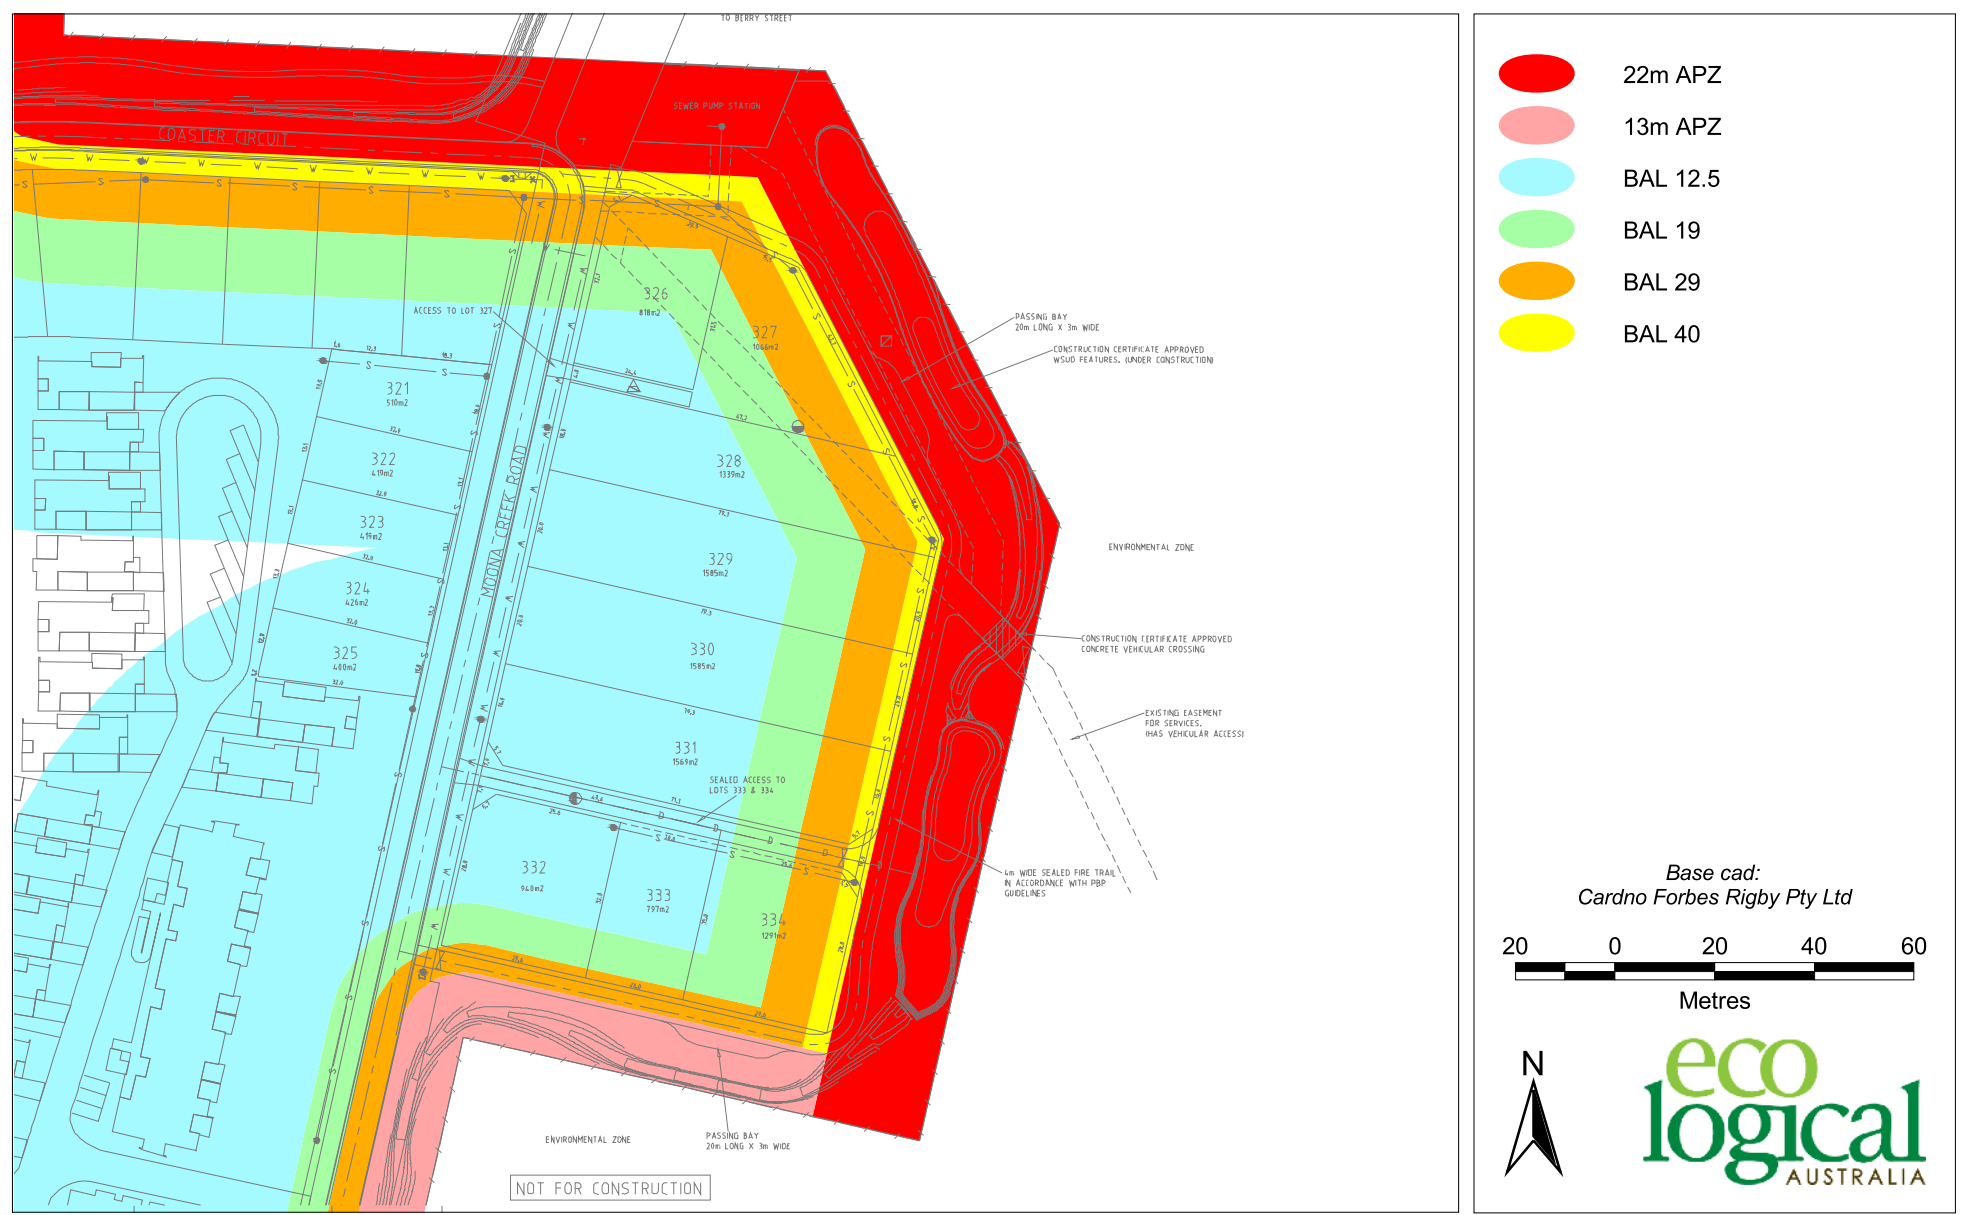 TO BERRY STREET
SEWER PUMP STATION
COASTER CIRCUIT
326
818m2
ACCESS TO LOT 327
327
1066m2
PASSING BAY
20m LONG X 3m WIDE
CONSTRUCTION CERTIFICATE APPROVED
WSUD FEATURES. (UNDER CONSTRUCTION)
321
510m2
322
419m2
328
1339m2
323
419m2
MOONA CREEK ROAD
ENVIRONMENTAL ZONE
329
1585m2
324
426m2
325
400m2
330
1585m2
CONSTRUCTION CERTIFICATE APPROVED
CONCRETE VEHICULAR CROSSING
EXISTING EASEMENT
FOR SERVICES.
(HAS VEHICULAR ACCESS)
331
1569m2
SEALED ACCESS TO
LOTS 333 & 334
332
940m2
333
797m2
334
1291m2
4m WIDE SEALED FIRE TRAIL
IN ACCORDANCE WITH PBP
GUIDELINES
ENVIRONMENTAL ZONE
PASSING BAY
20m LONG X 3m WIDE
NOT FOR CONSTRUCTION
22m APZ
13m APZ
BAL 12.5
BAL 19
BAL 29
BAL 40
Base cad:
Cardno Forbes Rigby Pty Ltd
20 0 20 40 60
Metres
N
eco
logical
AUSTRALIA